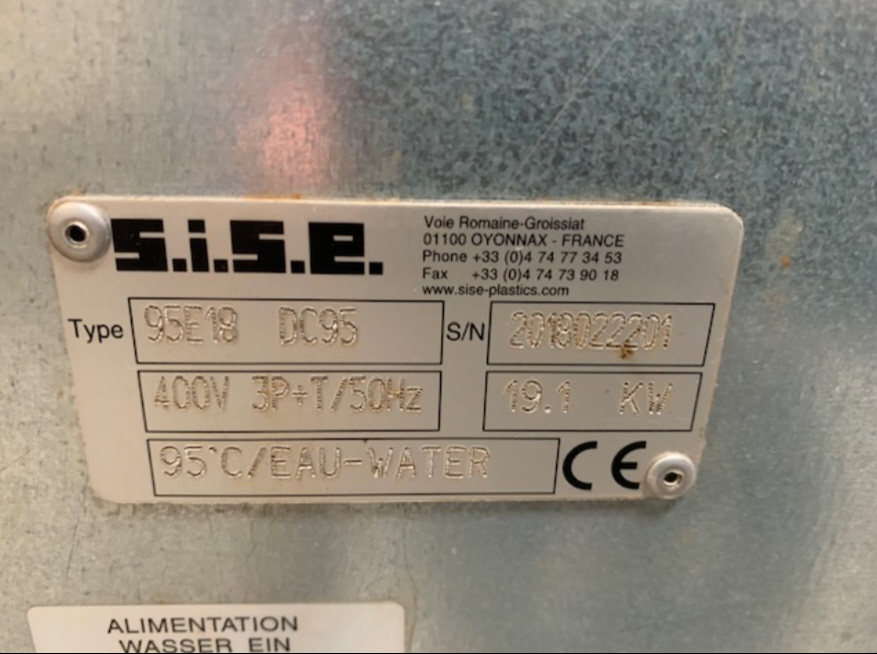 s.i.s.e.
Voie Romaine-Groissiat
01100 OYONNAX - FRANCE
Phone +33 (0)4 74 77 34 53
Fax +33 (0)4 74 73 90 18
www.sise-plastics.com
Type 95E18 DC95 S/N 2018022201
400V 3P+T/50Hz 19.1 KW
95°C/EAU-WATER CE
ALIMENTATION
WASSER EIN